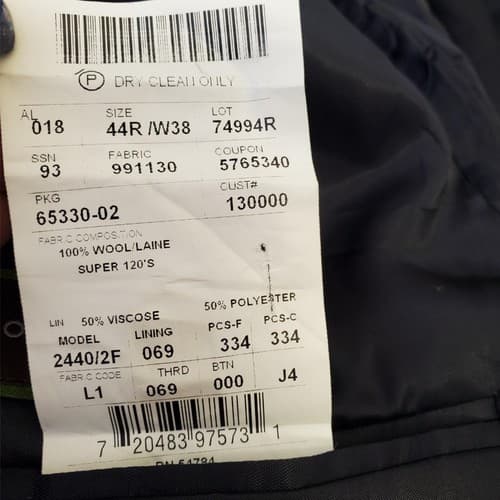 P DRY CLEAN ONLY
AL SIZE LOT
018 44R /W38 74994R
SSN FABRIC COUPON
93 991130 5765340
PKG CUST#
65330-02 130000
FABRIC COMPOSITION
100% WOOL/LAINE
SUPER 120'S
LIN 50% VISCOSE 50% POLYESTER
MODEL LINING PCS-F PCS-C
2440/2F 069 334 334
FABRIC CODE THRD BTN
L1 069 000 J4
7 20483 97573 1
RN 54784